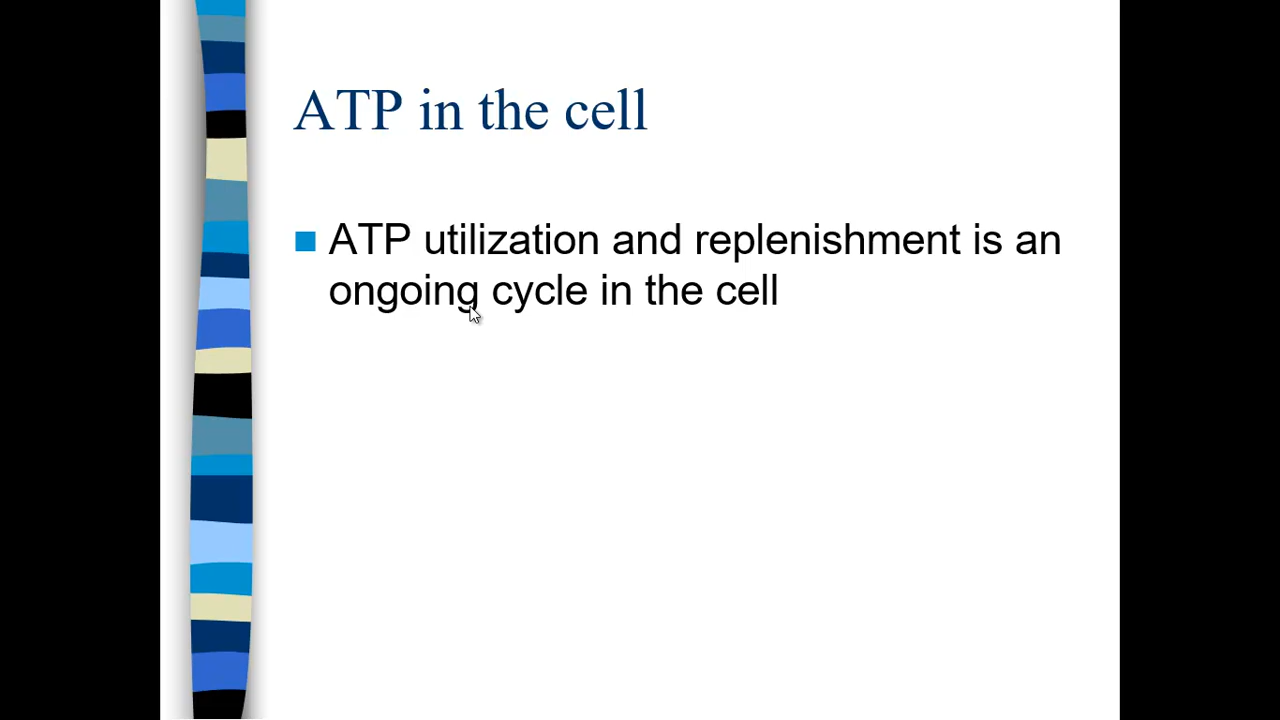 ATP in the cell
ATP utilization and replenishment is an
ongoing cycle in the cell